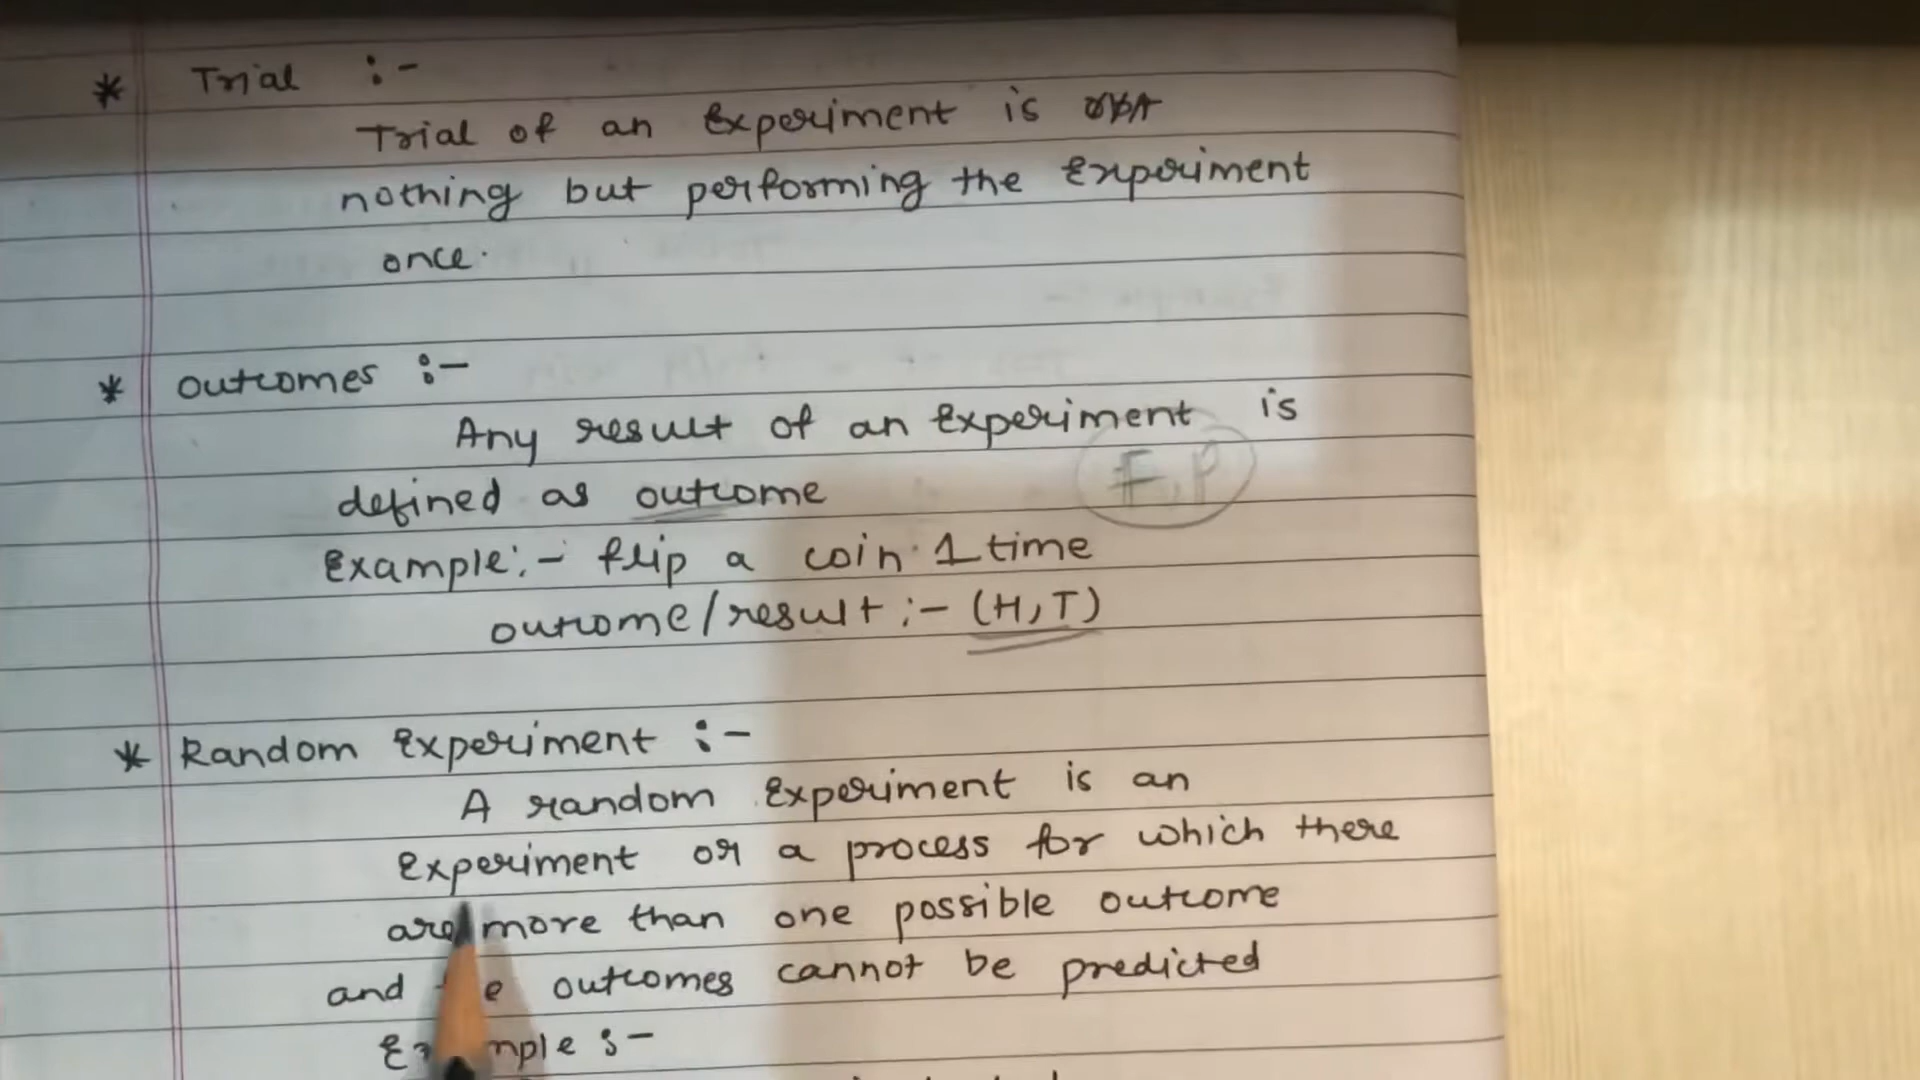 * Trial :-
Trial of an Experiment is
nothing but performing the Experiment
once.
* outcomes :-
Any result of an Experiment is
defined as outcome
F, P
Example :- flip a coin 1 time
outcome/result :- (H, T)
* Random Experiment :-
A random Experiment is an
Experiment or a process for which there
are more than one possible outcome
and outcomes cannot be predicted
:-